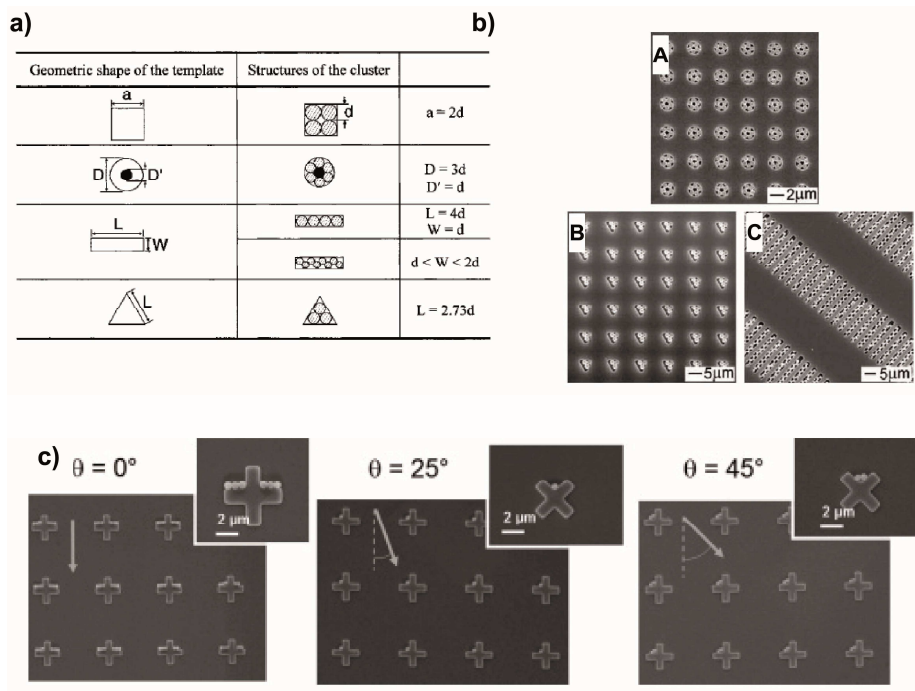 a)
Geometric shape of the template Structures of the cluster
a
d
a = 2d
D D'
D = 3d
D' = d
L
W
L = 4d
W = d
d < W < 2d
L
L = 2.73d
b)
A
2μm
B
5μm
C
5μm
c)
θ = 0°
2 μm
θ = 25°
2 μm
θ = 45°
2 μm